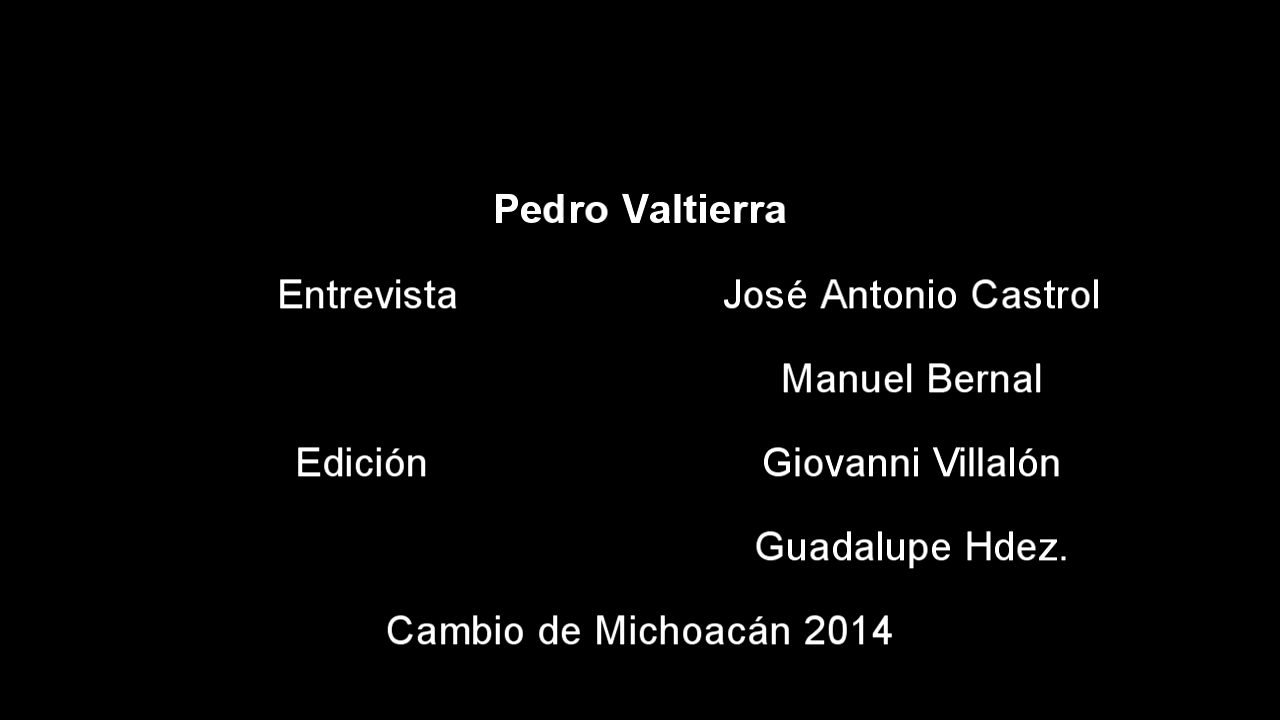 Pedro Valtierra
Entrevista José Antonio Castrol
Manuel Bernal
Edición Giovanni Villalón
Guadalupe Hdez.
Cambio de Michoacán 2014